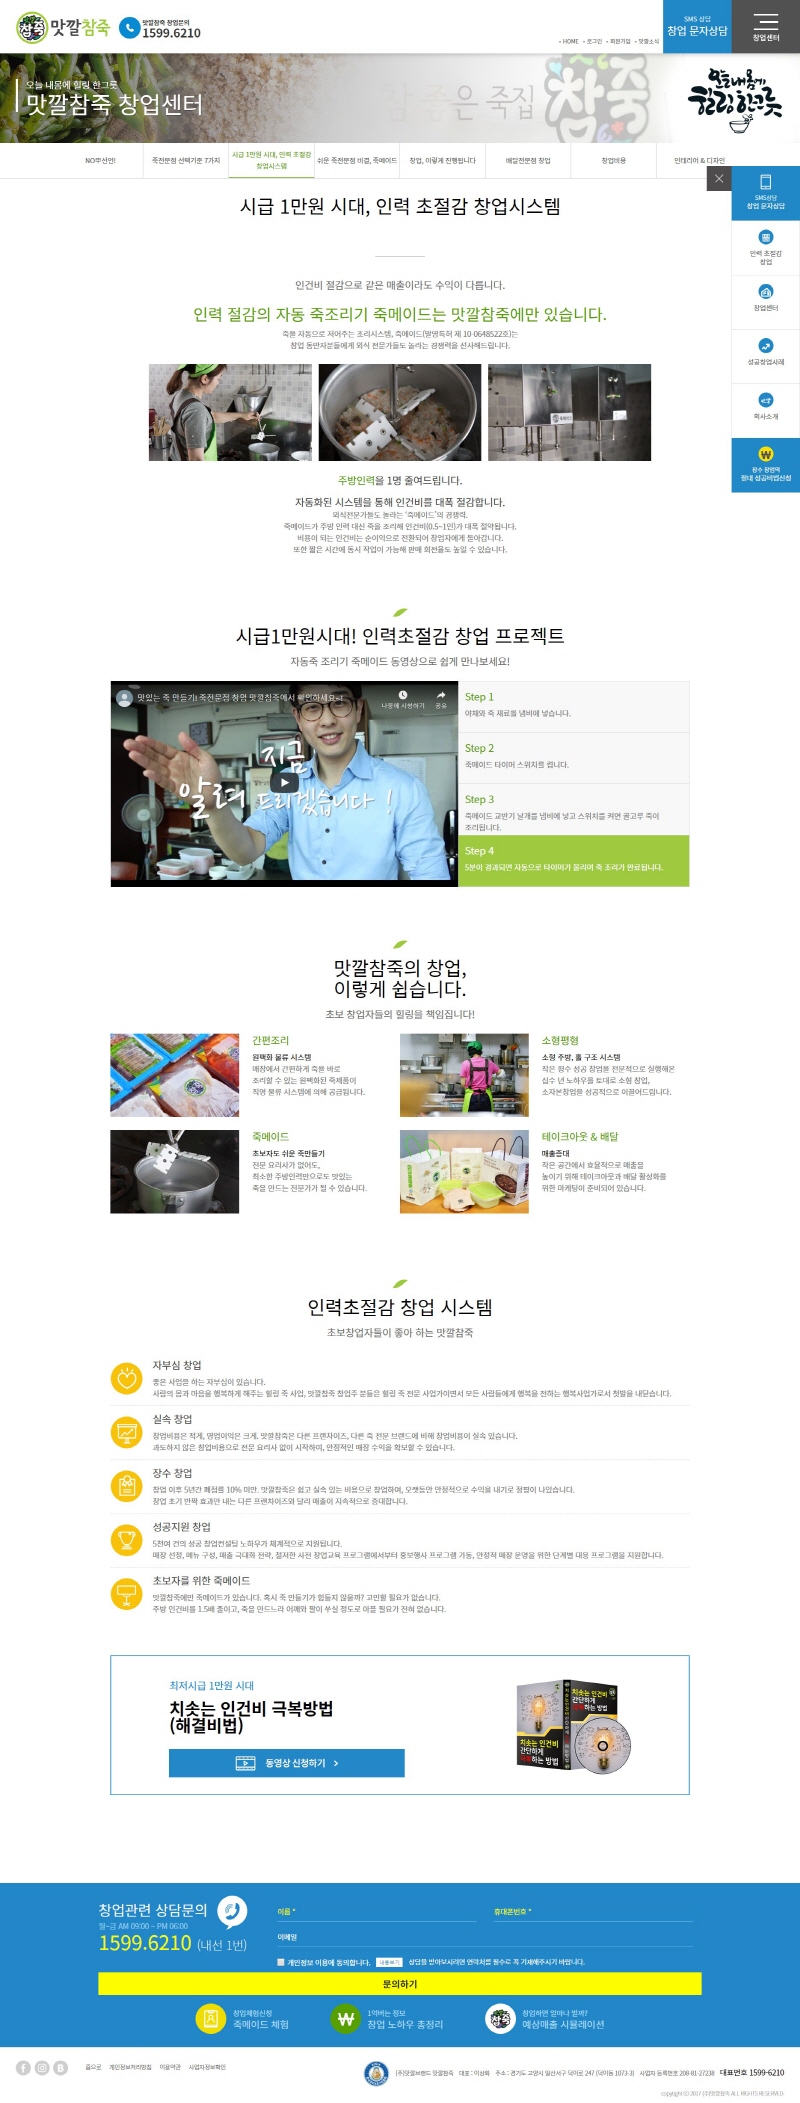 맛깔참죽
맛깔참죽 창업문의
1599.6210
• HOME • 로그인 • 회원가입 • 맛깔소식
SMS 상담
창업 문자상담
창업센터
오늘 내몸에 힐링 한그릇
맛깔참죽 창업센터
은 죽집
참죽
오늘 내몸에
힐링 한그릇
죽전문점 선택기준 7가지
시급 1만원 시대, 인력 초절감
창업시스템
쉬운 죽전문점 비결, 죽메이드
창업, 이렇게 진행됩니다
배달전문점 창업
창업비용
인테리어 & 디자인
SMS상담
창업 문자상담
인력 초절감
창업
창업센터
성공창업사례
회사소개
시급 1만원 시대, 인력 초절감 창업시스템
인건비 절감으로 같은 매출이라도 수익이 다릅니다.
인력 절감의 자동 죽조리기 죽메이드는 맛깔참죽에만 있습니다.
죽을 자동으로 저어주는 조리시스템, 죽메이드(발명특허 제 10-0648522호)는
창업 동반자분들에게 외식 전문가들도 놀라는 경쟁력을 선사해드립니다.
주방인력을 1명 줄여드립니다.
자동화된 시스템을 통해 인건비를 대폭 절감합니다.
외식전문가들도 놀라는 '죽메이드'의 경쟁력.
죽메이드가 주방 인력 대신 죽을 조리해 인건비(0.5~1인)가 대폭 절약됩니다.
비용이 되는 인건비는 순이익으로 전환되어 창업자에게 돌아갑니다.
또한 짧은 시간에 동시 작업이 가능해 판매 회전율도 높일 수 있습니다.
시급1만원시대! 인력초절감 창업 프로젝트
자동죽 조리기 죽메이드 동영상으로 쉽게 만나보세요!
맛있는 죽 만들기! 죽전문점 창업 맛깔참죽에서 확인하세요~!
나중에 시청하기
공유
지금
알려 드리겠습니다 !
Step 1
야채와 죽 재료를 냄비에 넣습니다.
Step 2
죽메이드 타이머 스위치를 켭니다.
Step 3
죽메이드 교반기 날개를 냄비에 넣고 스위치를 켜면 골고루 죽이
조리됩니다.
Step 4
5분이 경과되면 자동으로 타이머가 울리며 죽 조리가 완료됩니다.
맛깔참죽의 창업,
이렇게 쉽습니다.
초보 창업자들의 힐링을 책임집니다!
간편조리
원팩화 물류 시스템
매장에서 간편하게 죽을 바로
조리할 수 있는 원팩화된 죽제품이
직영 물류 시스템에 의해 공급됩니다.
소형평형
소형 주방, 홀 구조 시스템
작은 평수 성공 창업을 전문적으로 실행해온
십수 년 노하우를 토대로 소형 창업,
소자본창업을 성공적으로 이끌어드립니다.
죽메이드
초보자도 쉬운 죽만들기
전문 요리사가 없어도,
최소한 주방인력만으로도 맛있는
죽을 만드는 전문가가 될 수 있습니다.
테이크아웃 & 배달
매출증대
작은 공간에서 효율적으로 매출을
높이기 위해 테이크아웃과 배달 활성화를
위한 마케팅이 준비되어 있습니다.
인력초절감 창업 시스템
초보창업자들이 좋아 하는 맛깔참죽
자부심 창업
좋은 사업을 하는 자부심이 있습니다.
사람의 몸과 마음을 행복하게 해주는 힐링 죽 사업, 맛깔참죽 창업주 분들은 힐링 죽 전문 사업가이면서 모든 사람들에게 행복을 전하는 행복사업가로서 첫발을 내딛습니다.
실속 창업
창업비용은 적게, 영업이익은 크게. 맛깔참죽은 다른 프랜차이즈, 다른 죽 전문 브랜드에 비해 창업비용이 실속 있습니다.
과도하지 않은 창업비용으로 전문 요리사 없이 시작하여, 안정적인 매장 수익을 확보할 수 있습니다.
장수 창업
창업 이후 5년간 폐점률 10% 미만. 맛깔참죽은 쉽고 실속 있는 비용으로 창업하여, 오랫동안 안정적으로 수익을 내기로 정평이 나있습니다.
창업 초기 반짝 효과만 내는 다른 프랜차이즈와 달리 매출이 지속적으로 증대합니다.
성공지원 창업
5천여 건의 성공 창업컨설팅 노하우가 체계적으로 지원됩니다.
매장 선정, 메뉴 구성, 매출 극대화 전략, 철저한 사전 창업교육 프로그램에서부터 홍보행사 프로그램 가동, 안정적 매장 운영을 위한 단계별 대응 프로그램을 지원합니다.
초보자를 위한 죽메이드
맛깔참죽에만 죽메이드가 있습니다. 혹시 죽 만들기가 힘들지 않을까? 고민할 필요가 없습니다.
주방 인건비를 1.5배 줄이고, 죽을 만드느라 어깨와 팔이 쑤실 정도로 아플 필요가 전혀 없습니다.
최저시급 1만원 시대
치솟는 인건비 극복방법
(해결비법)
동영상 신청하기 >
치솟는 인건비
간단하게
극복하는 방법
치솟는 인건비
간단하게
극복하는 방법
창업관련 상담문의
월~금 AM 09:00 ~ PM 06:00
1599.6210 (내선 1번)
이름 *
휴대폰번호 *
이메일
개인정보 이용에 동의합니다.
내용보기
상담을 받아보시려면 연락처를 필수로 꼭 기재해주시기 바랍니다.
문의하기
창업체험신청
죽메이드 체험
1억버는 정보
창업 노하우 총정리
창업하면 얼마나 벌까?
예상매출 시뮬레이션
홈으로 개인정보처리방침 이용약관 사업자정보확인
(주)맛깔브랜드 맛깔참죽 대표 : 이상화 주소 : 경기도 고양시 일산서구 덕이로 247 (덕이동 1073-3) 사업자 등록번호 208-81-27238 대표번호 1599-6210
copyright (C) 2017 (주)맛깔참죽 ALL RIGHTS RESERVED.